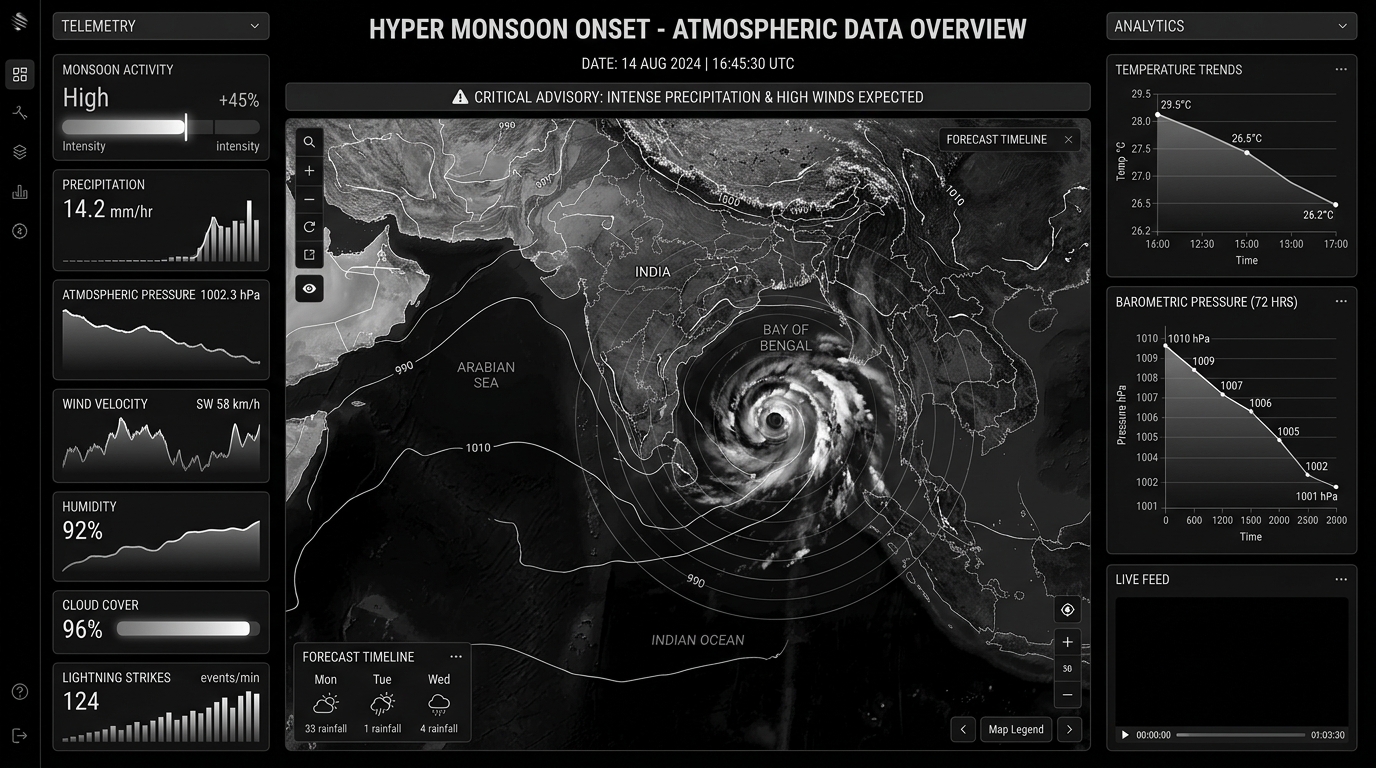 TELEMETRY
MONSOON ACTIVITY
High +45%
Intensity intensity
PRECIPITATION
14.2 mm/hr
ATMDSPHERIC PRESSURE 1002.3 hPa
WIND VELOCITY SW 58 km/h
HUMIDITY
92%
CLOUD COVER
96%
LIGHTNING STRIKES events/min
124
HYPER MONSOON ONSET - ATMOSPHERIC DATA OVERVIEW
DATE: 14 AUG 2024 | 16:45:30 UTC
CRITICAL ADVISORY: INTENSE PRECIPITATION & HIGH WINDS EXPECTED
FORECAST TIMELINE
990
1000
1010
INDIA
BAY OF
BENGAL
990
ARABIAN
SEA
1010
990
INDIAN OCEAN
50
FORECAST TIMELINE
Mon Tue Wed
33 rainfall 1 rainfall 4 rainfall
Map Legend
ANALYTICS
TEMPERATURE TRENDS
29.5
28.0
27.5
27.0
26.5
26.2
Temp °C
29.5°C
26.5°C
26.2°C
16:00 12:30 15:00 19:00 17:00
Time
BAROMETRIC PRESSURE (72 HRS)
1010
1009
1008
1007
1006
1005
1004
1002
1001
Pressure hPa
1010 hPa
1009
1007
1006
1005
1002
1001 hPa
0 600 1200 1500 2000 2500 2000
Time
LIVE FEED
00:00:00 01:03:30